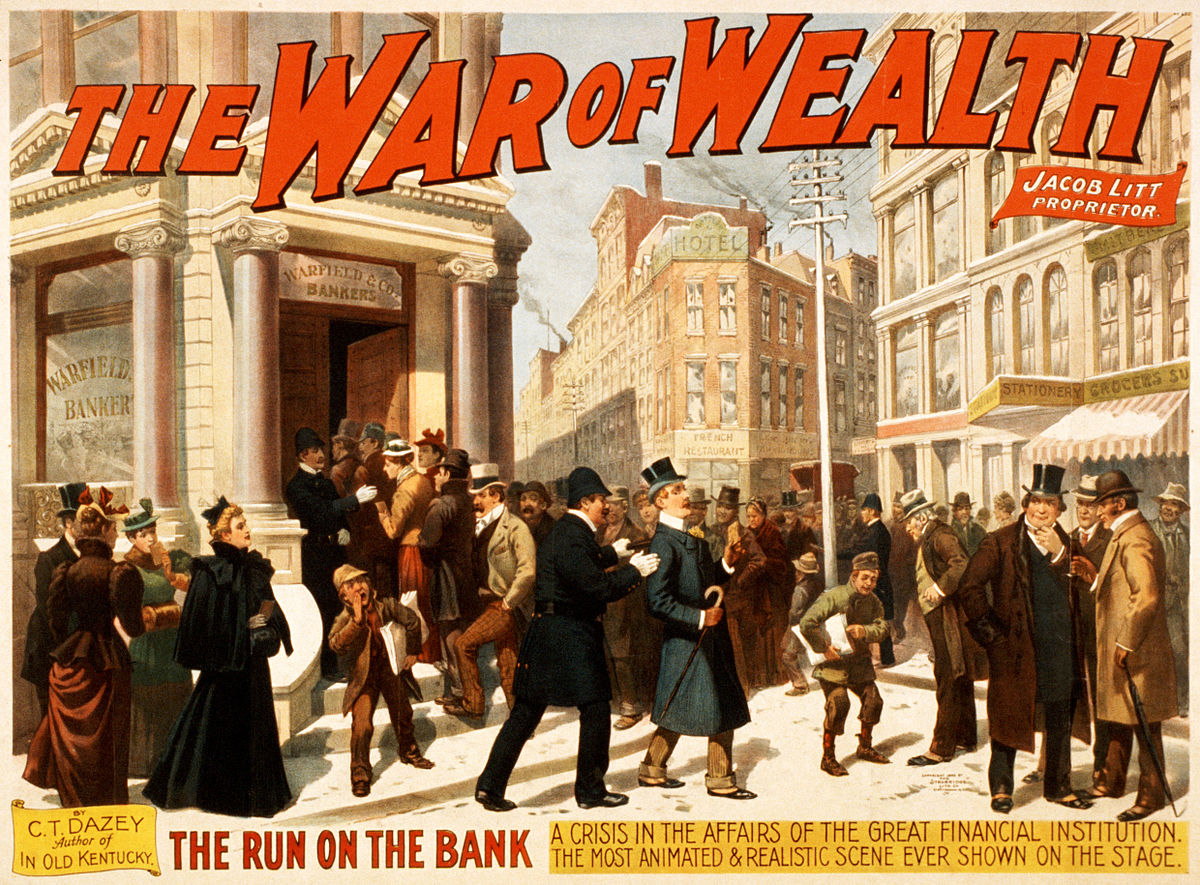 THE WAR OF WEALTH
JACOB LITT
PROPRIETOR.
WARFIELD & CO.
BANKERS
HOTEL
WARFIELD
BANKER
FRENCH
RESTAURANT
STATIONERY
GROCERS SU
BY
C.T. DAZEY
Author of
IN OLD KENTUCKY.
THE RUN ON THE BANK
A CRISIS IN THE AFFAIRS OF THE GREAT FINANCIAL INSTITUTION.
THE MOST ANIMATED & REALISTIC SCENE EVER SHOWN ON THE STAGE.